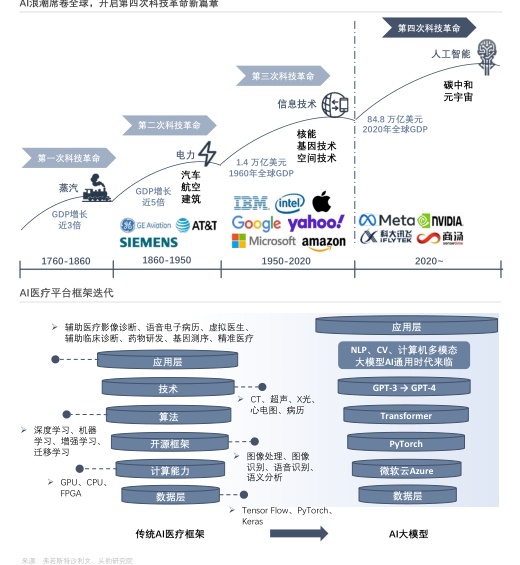 AI浪潮席卷全球，开启第四次科技革命新篇章
第四次科技革命
人工智能
碳中和
元宇宙
第三次科技革命
信息技术
84.8 万亿美元
2020年全球GDP
核能
基因技术
空间技术
1.4 万亿美元
1960年全球GDP
第二次科技革命
电力
汽车
航空
建筑
GDP增长
近5倍
第一次科技革命
蒸汽
GDP增长
近3倍
GE Aviation
AT&T
SIEMENS
IBM
intel
Google
yahoo!
Microsoft
amazon
Meta
NVIDIA
科大讯飞
iFLYTEK
商汤
1760-1860
1860-1950
1950-2020
2020~
AI医疗平台框架迭代
辅助医疗影像诊断、语音电子病历、虚拟医生、
辅助临床诊断、药物研发、基因测序、精准医疗
应用层
技术
CT、超声、X光、
心电图、病历
算法
深度学习、机器
学习、增强学习、
迁移学习
开源框架
图像处理、图像
识别、语音识别、
语义分析
计算能力
GPU、CPU、
FPGA
数据层
Tensor Flow、PyTorch、
Keras
传统AI医疗框架
应用层
NLP、CV、计算机多模态
大模型AI通用时代来临
GPT-3 → GPT-4
Transformer
PyTorch
微软云Azure
数据层
AI大模型
来源：弗若斯特沙利文、头豹研究院